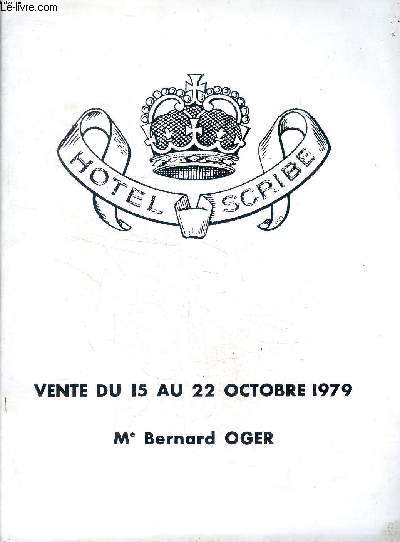 Le-livre.com
HOTEL SCRIBE
VENTE DU 15 AU 22 OCTOBRE 1979
Me Bernard OGER